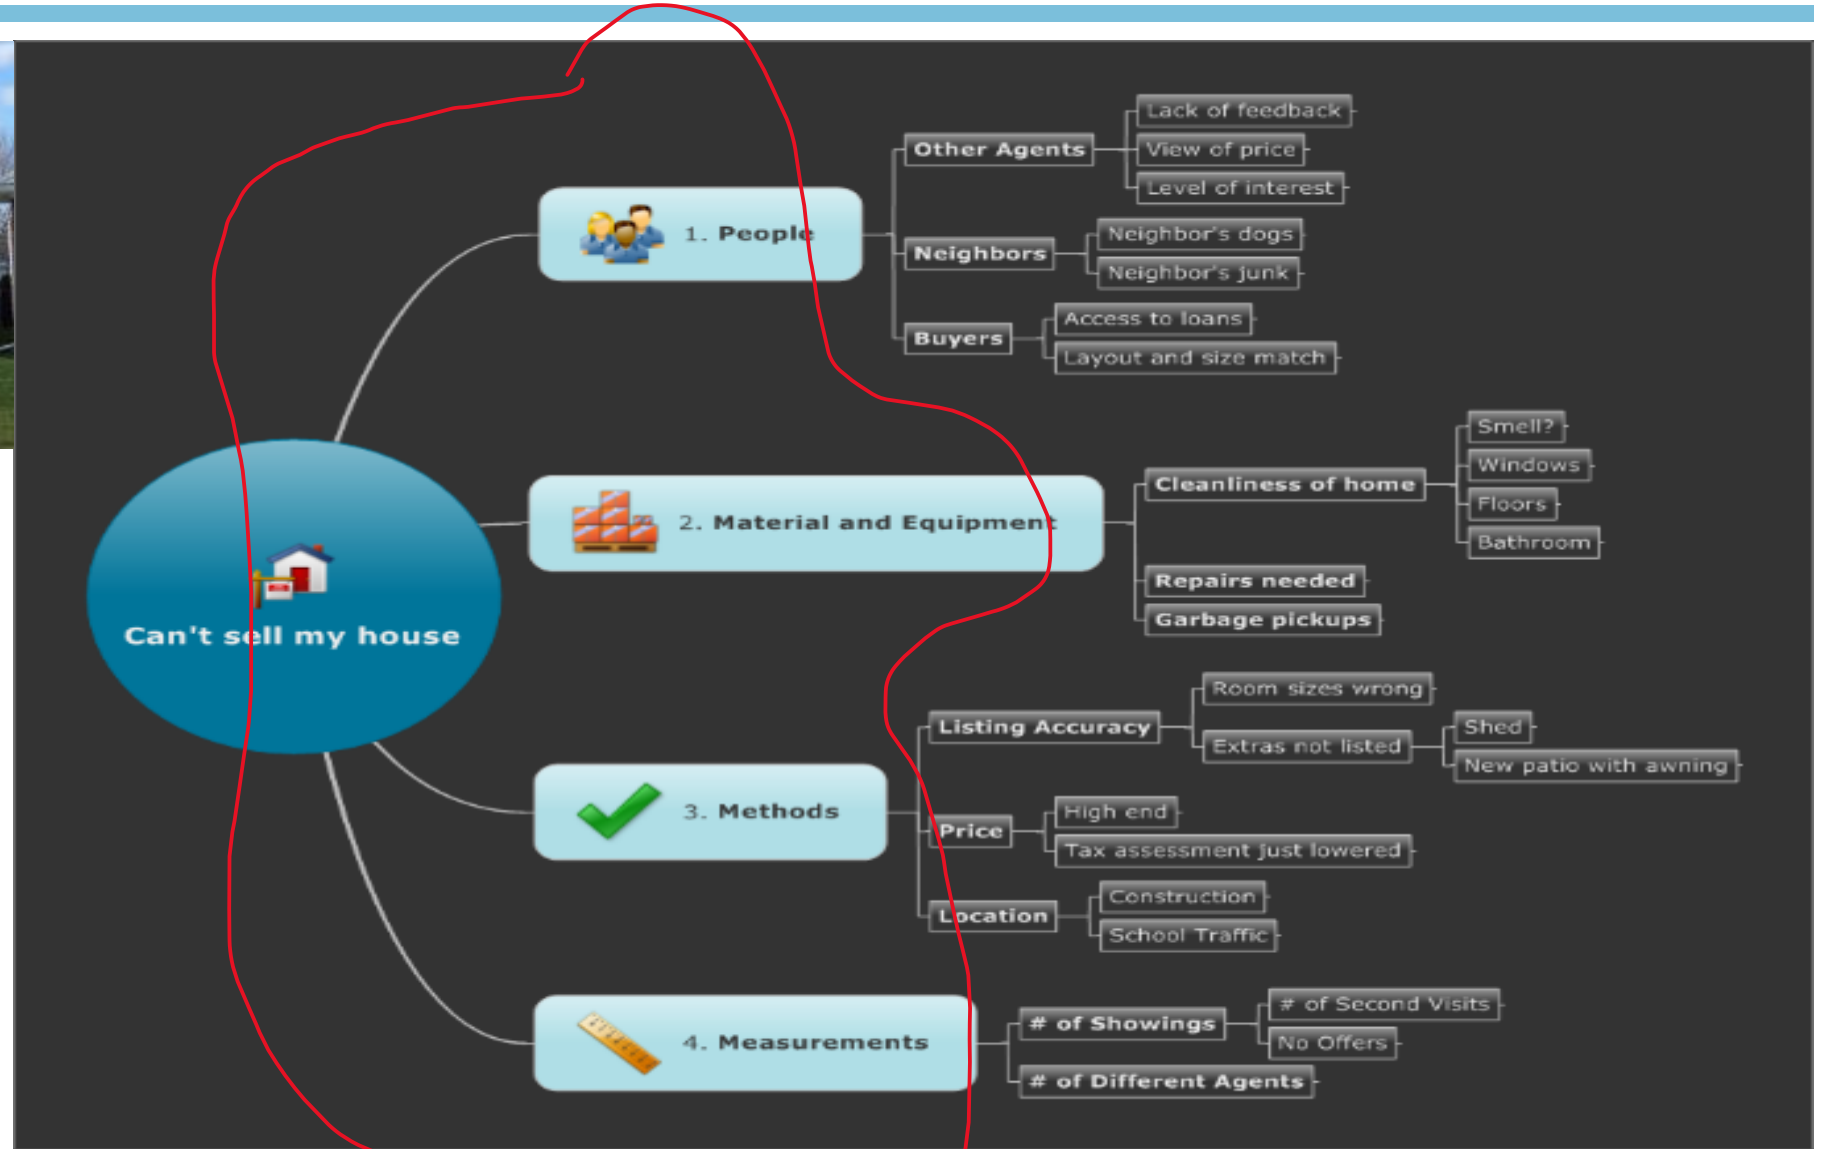 Can't sell my house
1. People
Other Agents
Lack of feedback
View of price
Level of interest
Neighbors
Neighbor's dogs
Neighbor's junk
Buyers
Access to loans
Layout and size match
2. Material and Equipment
Cleanliness of home
Smell?
Windows
Floors
Bathroom
Repairs needed
Garbage pickups
3. Methods
Listing Accuracy
Room sizes wrong
Extras not listed
Shed
New patio with awning
Price
High end
Tax assessment just lowered
Location
Construction
School Traffic
4. Measurements
# of Showings
# of Second Visits
No Offers
# of Different Agents